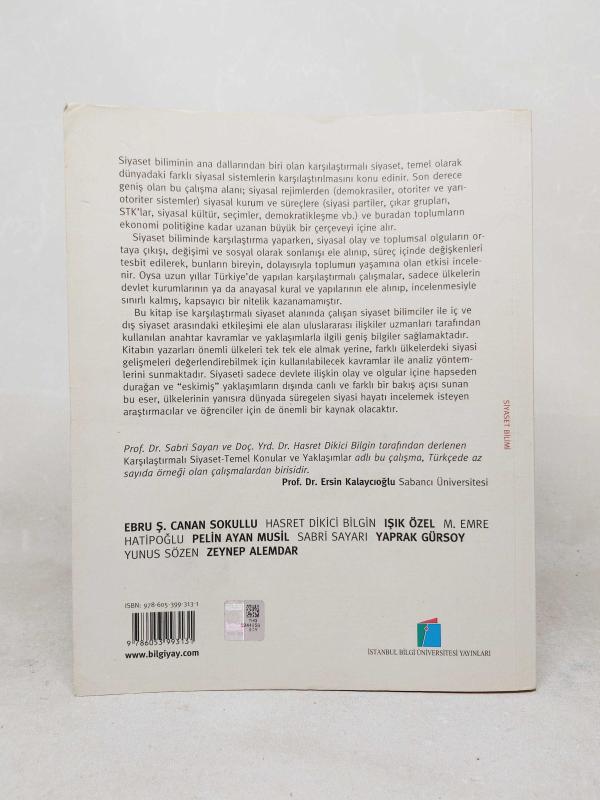 Siyaset biliminin ana dallarından biri olan karşılaştırmalı siyaset, temel olarak
dünyadaki farklı siyasal sistemlerin karşılaştırılmasını konu edinir. Son derece
geniş olan bu çalışma alanı; siyasal rejimlerden (demokrasiler, otoriter ve yarı-
otoriter sistemler) siyasal kurum ve süreçlere (siyasi partiler, çıkar grupları,
STK'lar, siyasal kültür, seçimler, demokratikleşme vb.) ve buradan toplumların
ekonomi politiğine kadar uzanan büyük bir çerçeveyi içine alır.
Siyaset biliminde karşılaştırma yaparken, siyasal olay ve toplumsal olguların or-
taya çıkışı, değişimi ve sosyal olarak sonlanışı ele alınıp, süreç içinde değişkenleri
tespit edilerek, bunların bireyin, dolayısıyla toplumun yaşamına olan etkisi incele-
nir. Oysa uzun yıllar Türkiye'de yapılan karşılaştırmalı çalışmalar, sadece ülkelerin
devlet kurumlarının ya da anayasal kural ve yapılarının ele alınıp, incelenmesiyle
sınırlı kalmış, kapsayıcı bir nitelik kazanamamıştır.
Bu kitap ise karşılaştırmalı siyaset alanında çalışan siyaset bilimciler ile iç ve
dış siyaset arasındaki etkileşimi ele alan uluslararası ilişkiler uzmanları tarafından
kullanılan anahtar kavramlar ve yaklaşımlarla ilgili geniş bilgiler sağlamaktadır.
Kitabın yazarları önemli ülkeleri tek tek ele almak yerine, farklı ülkelerdeki siyasi
gelişmeleri değerlendirebilmek için kullanılabilecek kavramlar ile analiz yöntem-
lerini sunmaktadır. Siyaseti sadece devlete ilişkin olay ve olgular içine hapseden
durağan ve "eskimiş" yaklaşımların dışında canlı ve farklı bir bakış açısı sunan
bu eser, ülkelerinin yanısıra dünyada süregelen siyasi hayatı incelemek isteyen
araştırmacılar ve öğrenciler için de önemli bir kaynak olacaktır.
SİYASET BİLİMİ
Prof. Dr. Sabri Sayarı ve Doç. Yrd. Dr. Hasret Dikici Bilgin tarafından derlenen
Karşılaştırmalı Siyaset-Temel Konular ve Yaklaşımlar adlı bu çalışma, Türkçede az
sayıda örneği olan çalışmalardan birisidir.
Prof. Dr. Ersin Kalaycıoğlu Sabancı Üniversitesi
EBRU Ş. CANAN SOKULLU HASRET DİKİCİ BİLGİN IŞIK ÖZEL M. EMRE
HATİPOĞLU PELİN AYAN MUSİL SABRİ SAYARI YAPRAK GÜRSOY
YUNUS SÖZEN ZEYNEP ALEMDAR
ISBN: 978-605-399-313-1
9 786053 993131
www.bilgiyay.com
İSTANBUL BİLGİ ÜNİVERSİTESİ YAYINLARI